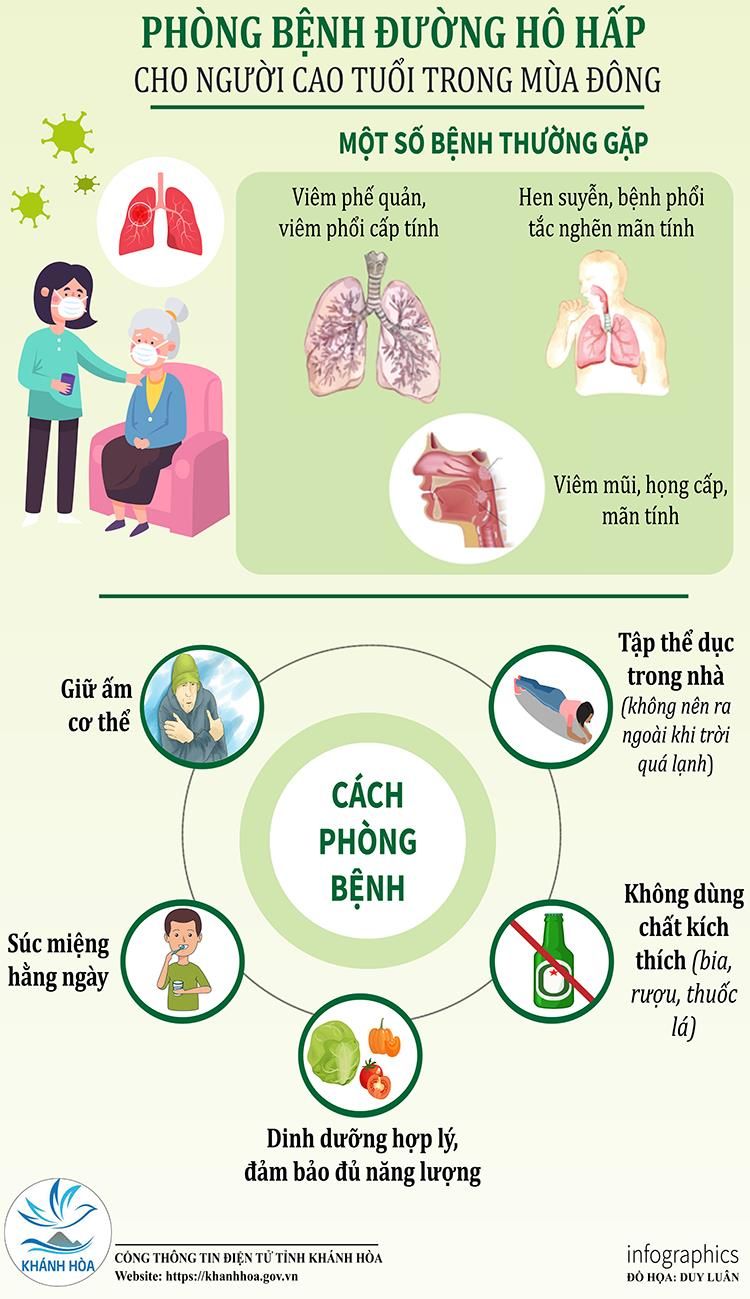 PHÒNG BỆNH ĐƯỜNG HÔ HẤP
CHO NGƯỜI CAO TUỔI TRONG MÙA ĐÔNG
MỘT SỐ BỆNH THƯỜNG GẶP
Viêm phế quản,
viêm phổi cấp tính
Hen suyễn, bệnh phổi
tắc nghẽn mãn tính
Viêm mũi, họng cấp,
mãn tính
CÁCH
PHÒNG
BỆNH
Giữ ấm
cơ thể
Tập thể dục
trong nhà
(không nên ra
ngoài khi trời
quá lạnh)
Súc miệng
hằng ngày
Không dùng
chất kích
thích (bia,
rượu, thuốc
lá)
Dinh dưỡng hợp lý,
đảm bảo đủ năng lượng
KHÁNH HÒA
CỔNG THÔNG TIN ĐIỆN TỬ TỈNH KHÁNH HÒA
Website: https://khanhhoa.gov.vn
infographics
ĐỒ HỌA: DUY LUÂN